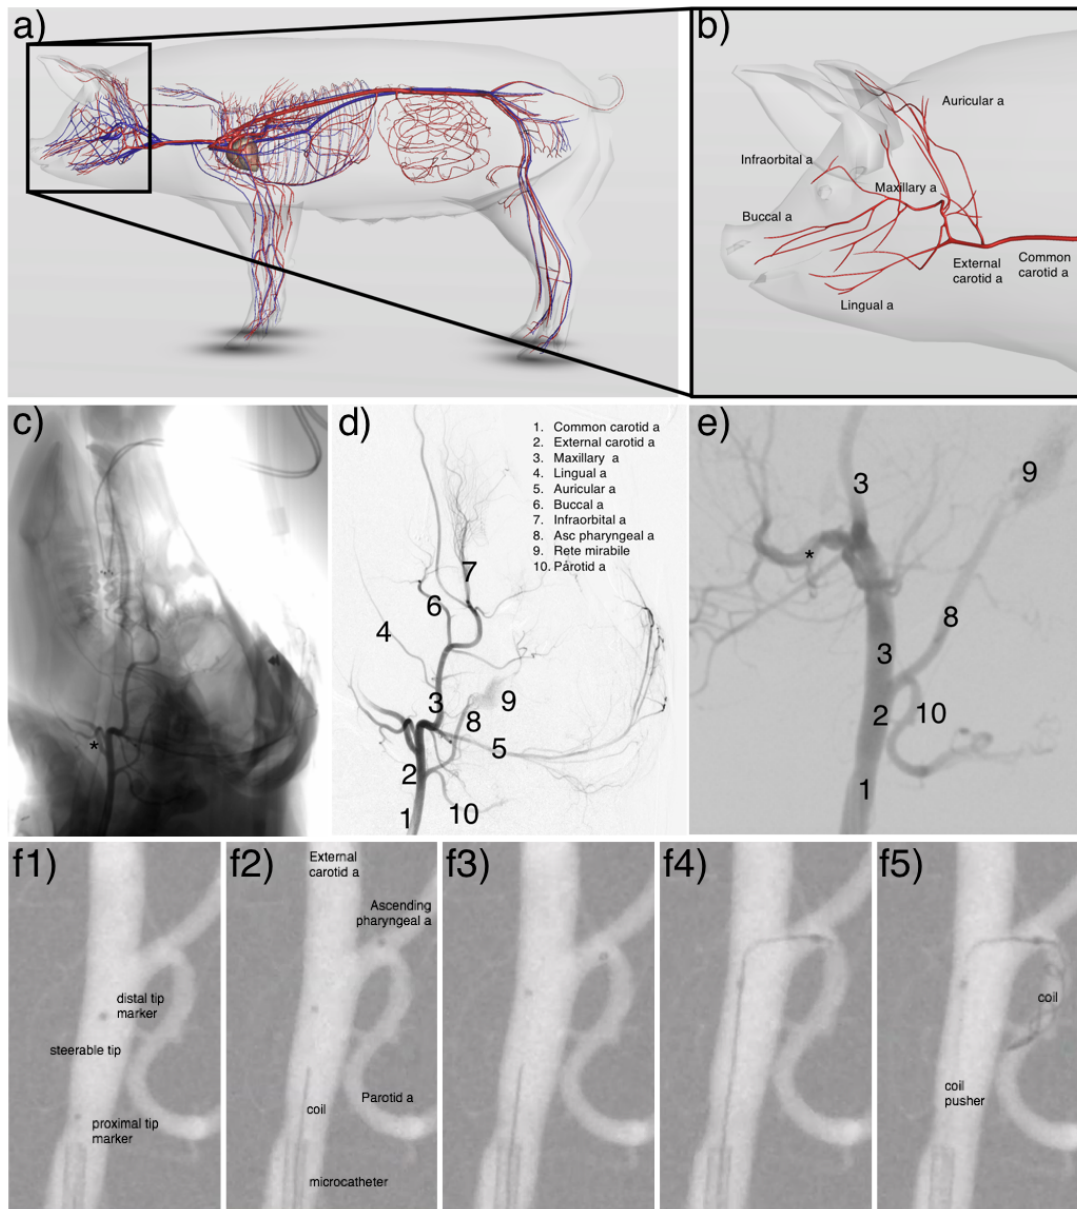 a)
b)
Auricular a
Infraorbital a
Maxillary a
Buccal a
External
carotid a
Common
carotid a
Lingual a
c)
*
d)
1. Common carotid a
2. External carotid a
3. Maxillary a
4. Lingual a
5. Auricular a
6. Buccal a
7. Infraorbital a
8. Asc pharyngeal a
9. Rete mirabile
10. Parotid a
7
6
4
3
9
8
5
2
10
1
e)
9
3
*
8
3
2
10
1
f1)
distal tip
marker
steerable tip
proximal tip
marker
f2)
External
carotid a
Ascending
pharyngeal a
coil
Parotid a
microcatheter
f3)
f4)
f5)
coil
coil
pusher